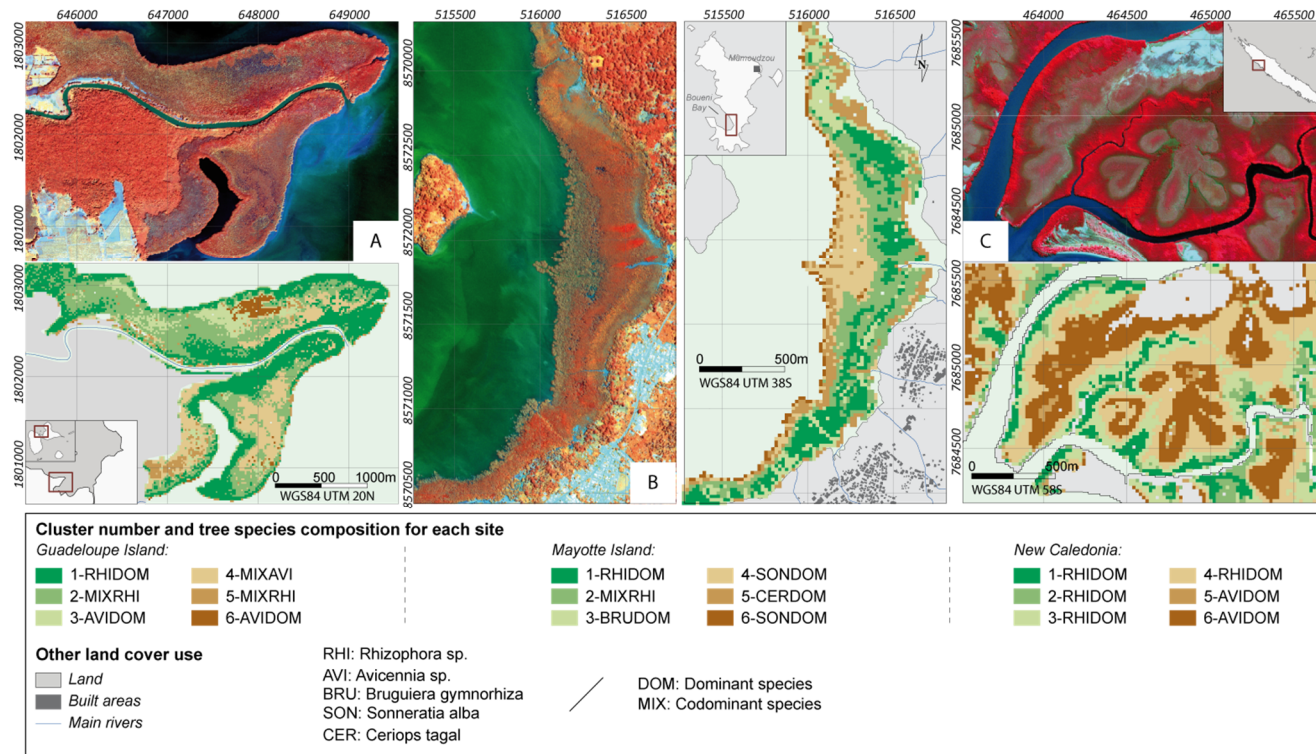 646000 647000 648000 649000
1803000
1802000
1801000
A
1803000
1802000
1801000
0 500 1000m
WGS84 UTM 20N
515500 516000 516500
8570000
8572500
8572000
8571500
8571000
8570500
B
515500 516000 516500
Mamoudzou
Boueni
Bay
N
0 500m
WGS84 UTM 38S
464000 464500 465000 465500
7685500
7685000
7684500
C
7685500
7685000
7684500
0 500m
WGS84 UTM 58S
Cluster number and tree species composition for each site
Guadeloupe Island:
1-RHIDOM 4-MIXAVI
2-MIXRHI 5-MIXRHI
3-AVIDOM 6-AVIDOM
Mayotte Island:
1-RHIDOM 4-SONDOM
2-MIXRHI 5-CERDOM
3-BRUDOM 6-SONDOM
New Caledonia:
1-RHIDOM 4-RHIDOM
2-RHIDOM 5-AVIDOM
3-RHIDOM 6-AVIDOM
Other land cover use
Land
Built areas
Main rivers
RHI: Rhizophora sp.
AVI: Avicennia sp.
BRU: Bruguiera gymnorhiza
SON: Sonneratia alba
CER: Ceriops tagal
DOM: Dominant species
MIX: Codominant species